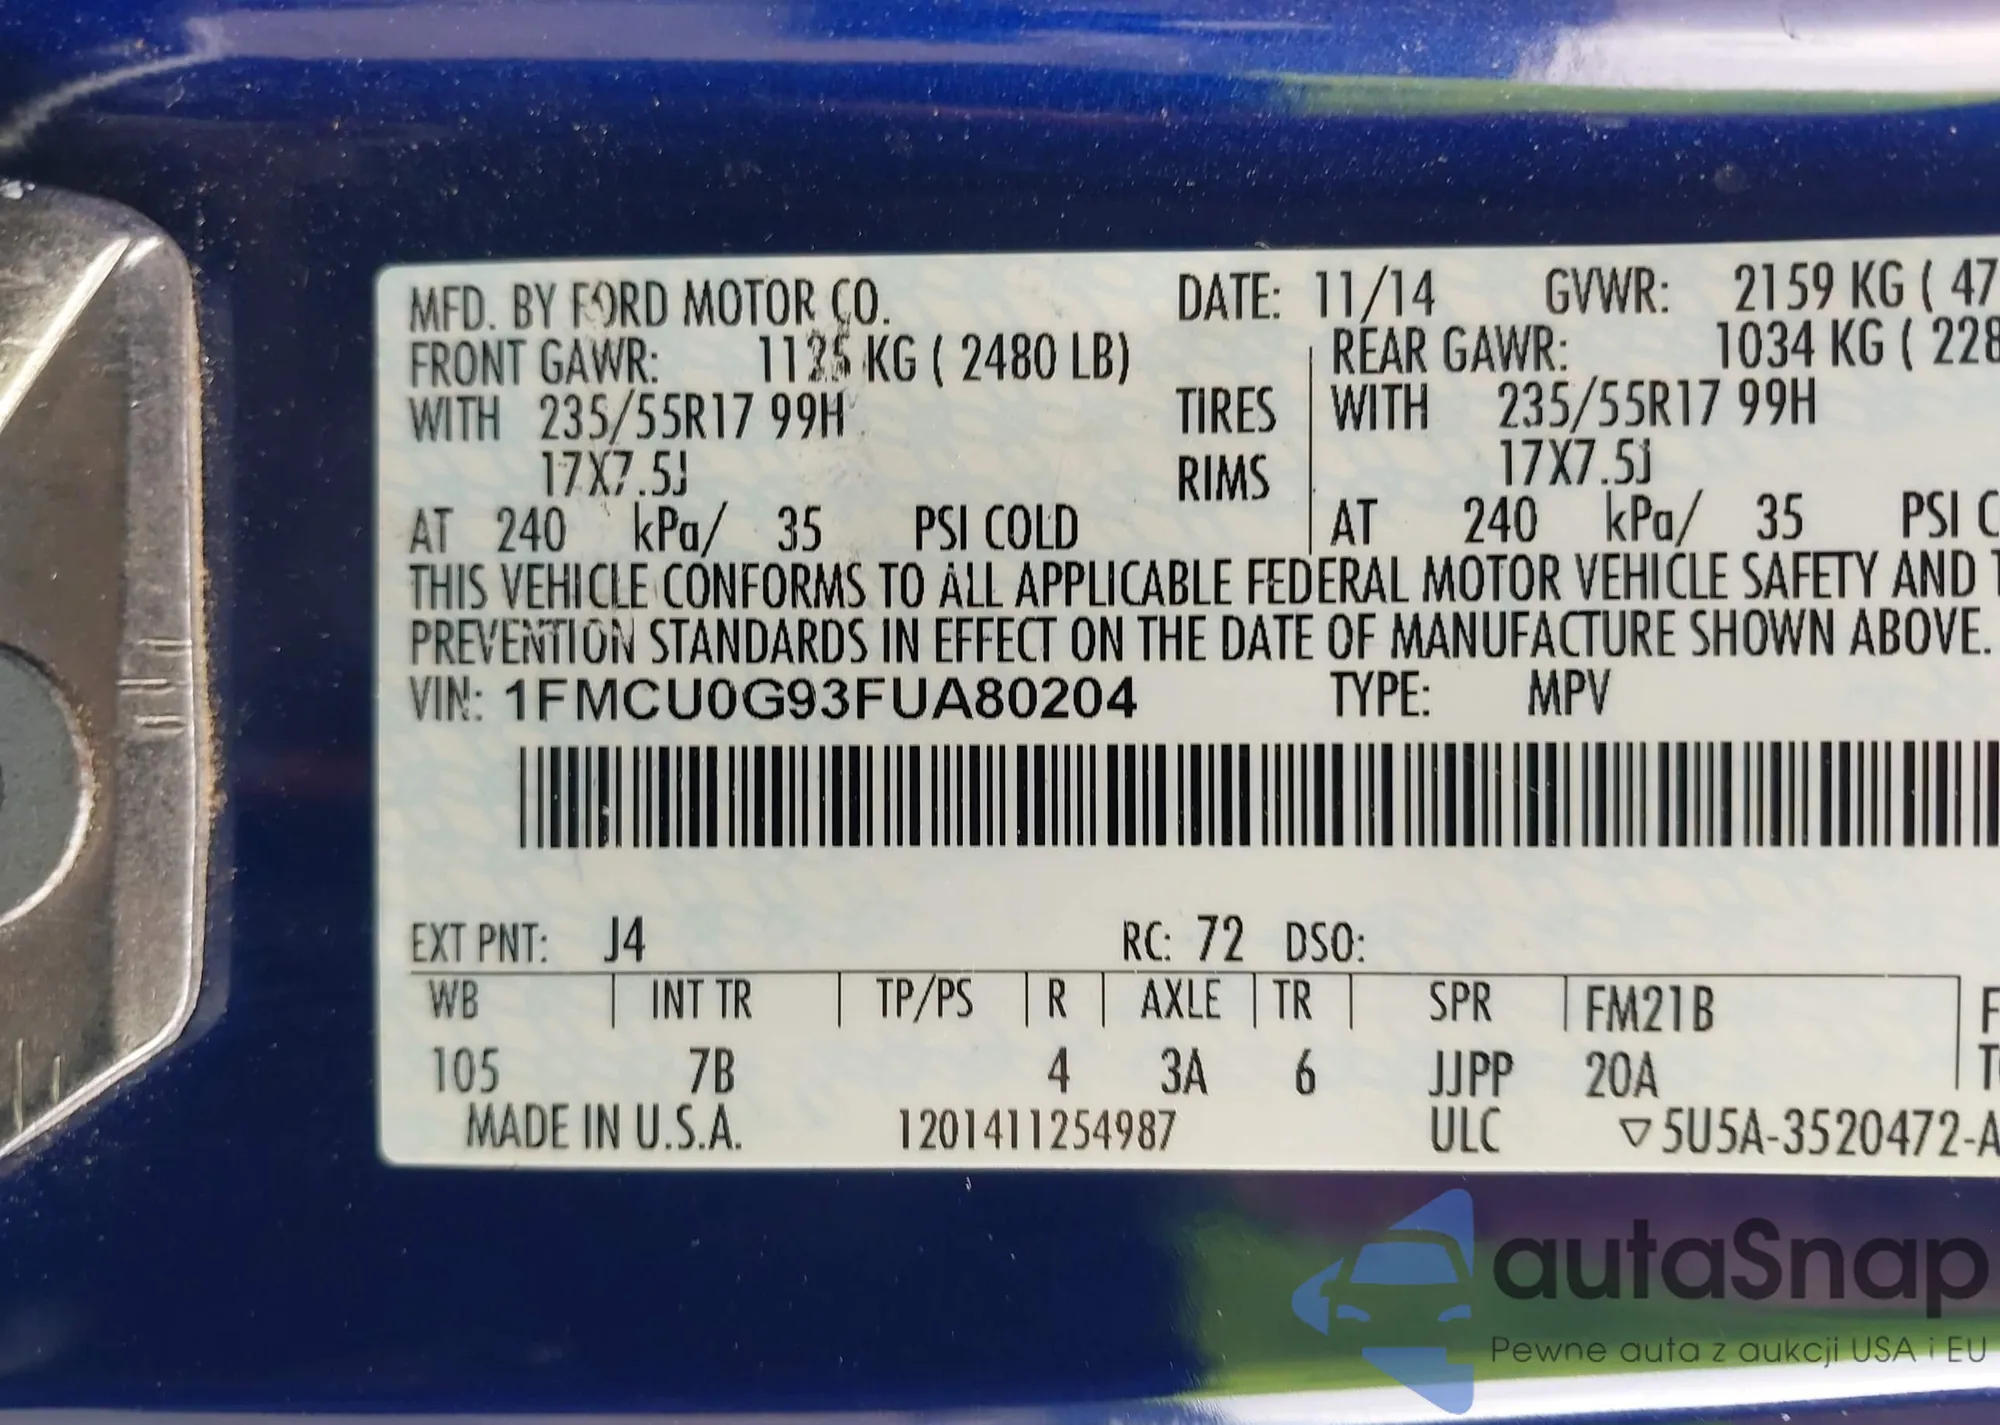 MFD. BY FORD MOTOR CO. DATE: 11/14 GVWR: 2159 KG ( 47
FRONT GAWR: 1125 KG ( 2480 LB) REAR GAWR: 1034 KG ( 228
WITH 235/55R17 99H TIRES WITH 235/55R17 99H
17X7.5J RIMS 17X7.5J
AT 240 kPa/ 35 PSI COLD AT 240 kPa/ 35 PSI C
THIS VEHICLE CONFORMS TO ALL APPLICABLE FEDERAL MOTOR VEHICLE SAFETY AND T
PREVENTION STANDARDS IN EFFECT ON THE DATE OF MANUFACTURE SHOWN ABOVE.
VIN: 1FMCU0G93FUA80204 TYPE: MPV
EXT PNT: J4 RC: 72 DSO:
WB INT TR TP/PS R AXLE TR SPR FM21B F
105 7B 4 3A 6 JJPP 20A T
MADE IN U.S.A. 1201411254987 ULC ▽5U5A-3520472-A
autaSnap
Pewne auta z aukcji USA i EU